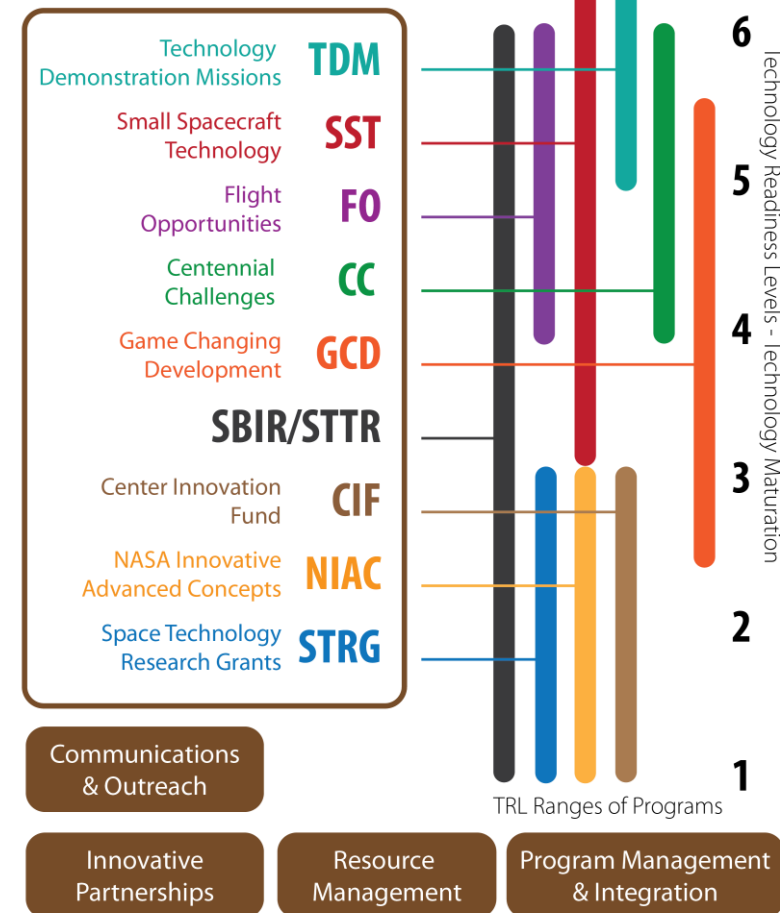 Technology
Demonstration Missions
TDM
Small Spacecraft
Technology
SST
Flight
Opportunities
FO
Centennial
Challenges
CC
Game Changing
Development
GCD
SBIR/STTR
Center Innovation
Fund
CIF
NASA Innovative
Advanced Concepts
NIAC
Space Technology
Research Grants
STRG
6
5
4
3
2
1
Technology Readiness Levels - Technology Maturation
TRL Ranges of Programs
Communications
& Outreach
Innovative
Partnerships
Resource
Management
Program Management
& Integration